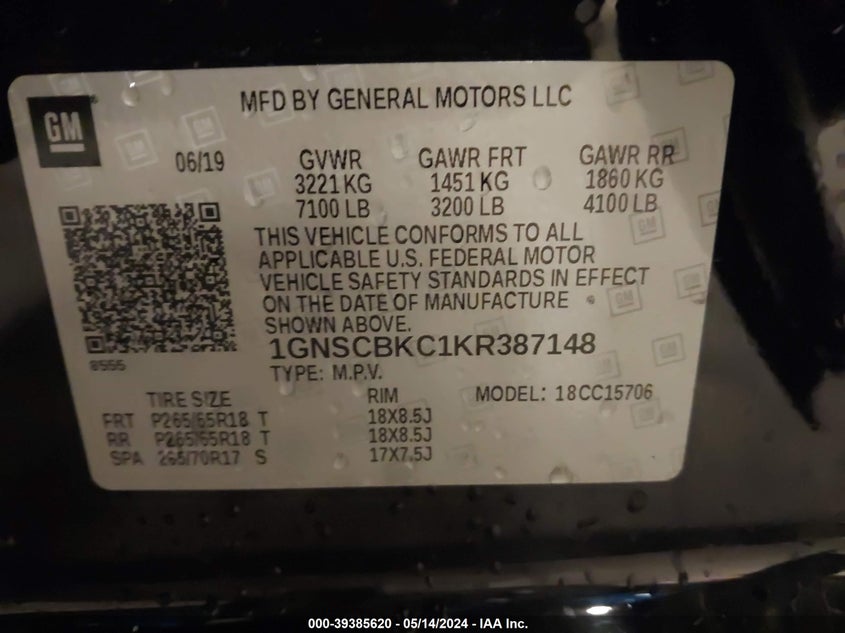 GM
MFD BY GENERAL MOTORS LLC
06/19 GVWR GAWR FRT GAWR RR
3221 KG 1451 KG 1860 KG
7100 LB 3200 LB 4100 LB
THIS VEHICLE CONFORMS TO ALL
APPLICABLE U.S. FEDERAL MOTOR
VEHICLE SAFETY STANDARDS IN EFFECT
ON THE DATE OF MANUFACTURE
SHOWN ABOVE.
8555
1GNSCBKC1KR387148
TYPE: M.P.V.
TIRE SIZE RIM MODEL: 18CC15706
FRT P265/65R18 T 18X8.5J
RR P265/65R18 T 18X8.5J
SPA 265/70R17 S 17X7.5J
000-39385620 - 05/14/2024 - IAA Inc.